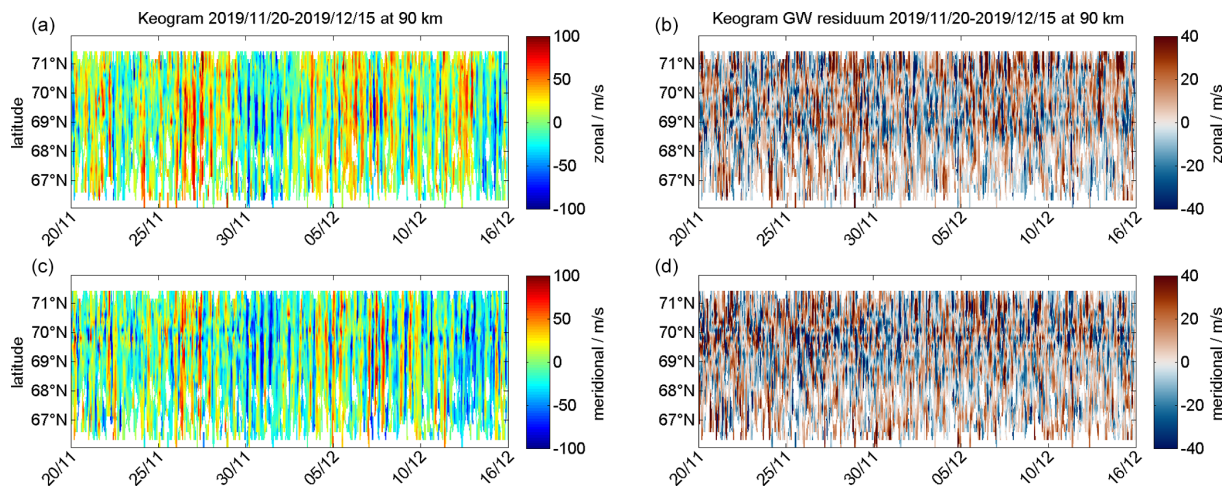 (a) Keogram 2019/11/20-2019/12/15 at 90 km
100
50
0
-50
-100
zonal / m/s
latitude
71°N
70°N
69°N
68°N
67°N
20/11 25/11 30/11 05/12 10/12 16/12
(b) Keogram GW residuum 2019/11/20-2019/12/15 at 90 km
40
20
0
-20
-40
zonal / m/s
71°N
70°N
69°N
68°N
67°N
20/11 25/11 30/11 05/12 10/12 16/12
(c)
100
50
0
-50
-100
meridional / m/s
latitude
71°N
70°N
69°N
68°N
67°N
20/11 25/11 30/11 05/12 10/12 16/12
(d)
40
20
0
-20
-40
meridional / m/s
71°N
70°N
69°N
68°N
67°N
20/11 25/11 30/11 05/12 10/12 16/12